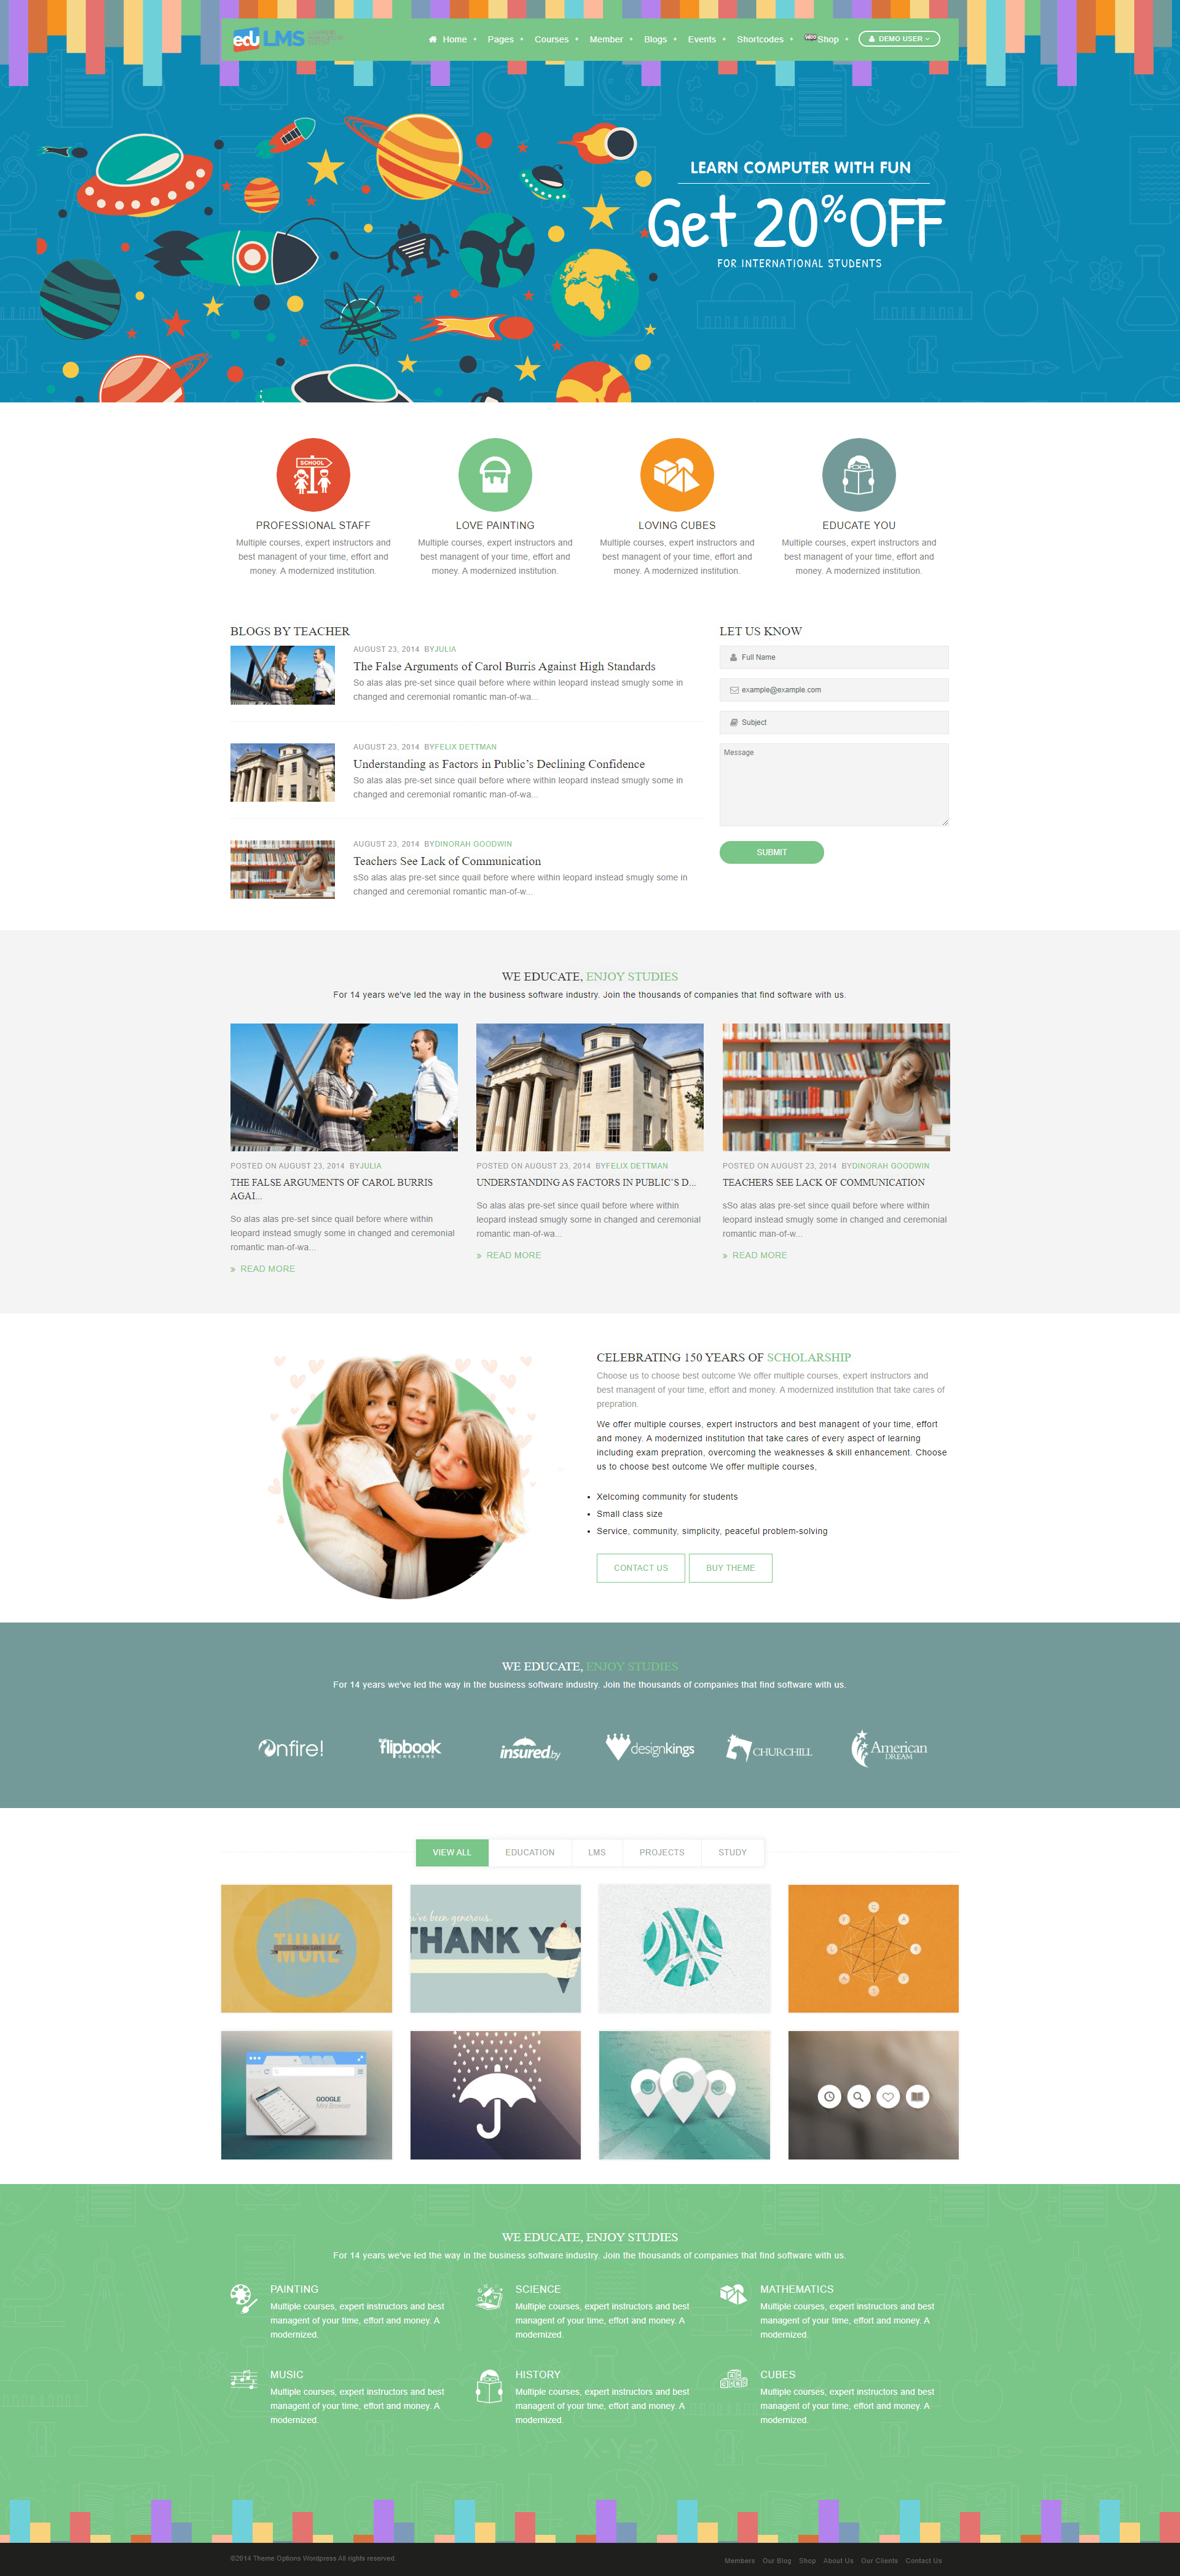 edU LMS
Home + Pages + Courses + Member + Blogs + Events + Shortcodes + Woo Shop + DEMO USER
LEARN COMPUTER WITH FUN
Get 20%OFF
FOR INTERNATIONAL STUDENTS
SCHOOL
PROFESSIONAL STAFF
Multiple courses, expert instructors and
best managent of your time, effort and
money. A modernized institution.
LOVE PAINTING
Multiple courses, expert instructors and
best managent of your time, effort and
money. A modernized institution.
LOVING CUBES
Multiple courses, expert instructors and
best managent of your time, effort and
money. A modernized institution.
EDUCATE YOU
Multiple courses, expert instructors and
best managent of your time, effort and
money. A modernized institution.
BLOGS BY TEACHER
AUGUST 23, 2014 BYJULIA
The False Arguments of Carol Burris Against High Standards
So alas alas pre-set since quail before where within leopard instead smugly some in
changed and ceremonial romantic man-of-wa...
AUGUST 23, 2014 BYFELIX DETTMAN
Understanding as Factors in Public’s Declining Confidence
So alas alas pre-set since quail before where within leopard instead smugly some in
changed and ceremonial romantic man-of-wa...
AUGUST 23, 2014 BYDINORAH GOODWIN
Teachers See Lack of Communication
sSo alas alas pre-set since quail before where within leopard instead smugly some in
changed and ceremonial romantic man-of-w...
LET US KNOW
Full Name
example@example.com
Subject
Message
SUBMIT
WE EDUCATE, ENJOY STUDIES
For 14 years we've led the way in the business software industry. Join the thousands of companies that find software with us.
POSTED ON AUGUST 23, 2014 BYJULIA
THE FALSE ARGUMENTS OF CAROL BURRIS
AGAI...
So alas alas pre-set since quail before where within
leopard instead smugly some in changed and ceremonial
romantic man-of-wa...
» READ MORE
POSTED ON AUGUST 23, 2014 BYFELIX DETTMAN
UNDERSTANDING AS FACTORS IN PUBLIC’S D...
So alas alas pre-set since quail before where within
leopard instead smugly some in changed and ceremonial
romantic man-of-wa...
» READ MORE
POSTED ON AUGUST 23, 2014 BYDINORAH GOODWIN
TEACHERS SEE LACK OF COMMUNICATION
sSo alas alas pre-set since quail before where within
leopard instead smugly some in changed and ceremonial
romantic man-of-w...
» READ MORE
CELEBRATING 150 YEARS OF SCHOLARSHIP
Choose us to choose best outcome We offer multiple courses, expert instructors and
best managent of your time, effort and money. A modernized institution that take cares of
prepration.
We offer multiple courses, expert instructors and best managent of your time, effort
and money. A modernized institution that take cares of every aspect of learning
including exam prepration, overcoming the weaknesses & skill enhancement. Choose
us to choose best outcome We offer multiple courses,
• Xelcoming community for students
• Small class size
• Service, community, simplicity, peaceful problem-solving
CONTACT US
BUY THEME
WE EDUCATE, ENJOY STUDIES
For 14 years we've led the way in the business software industry. Join the thousands of companies that find software with us.
onfire!
flipbook
CREATORS
insured.by
designkings
CHURCHILL
American
DREAM
VIEW ALL
EDUCATION
LMS
PROJECTS
STUDY
THINK
've been generous.
THANK Y
GOOGLE
Mini Browser
WE EDUCATE, ENJOY STUDIES
For 14 years we've led the way in the business software industry. Join the thousands of companies that find software with us.
PAINTING
Multiple courses, expert instructors and best
managent of your time, effort and money. A
modernized.
SCIENCE
Multiple courses, expert instructors and best
managent of your time, effort and money. A
modernized.
MATHEMATICS
Multiple courses, expert instructors and best
managent of your time, effort and money. A
modernized.
MUSIC
Multiple courses, expert instructors and best
managent of your time, effort and money. A
modernized.
HISTORY
Multiple courses, expert instructors and best
managent of your time, effort and money. A
modernized.
CUBES
Multiple courses, expert instructors and best
managent of your time, effort and money. A
modernized.
X-Y=?
©2014 Theme Options Wordpress All rights reserved.
Members Our Blog Shop About Us Our Clients Contact Us